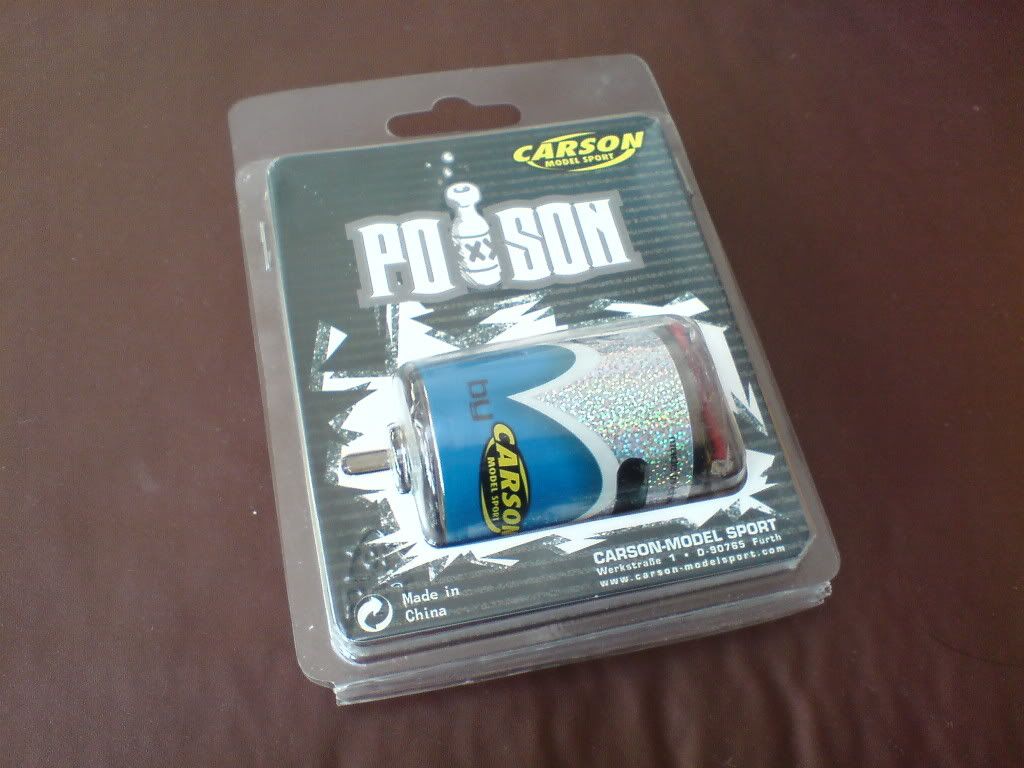 CARSON
MODEL SPORT
POISON
by
CARSON
MODEL SPORT
CARSON-MODEL SPORT
Werkstraße 1 • D-90765 Fürth
www.carson-modelsport.com
Made in
China